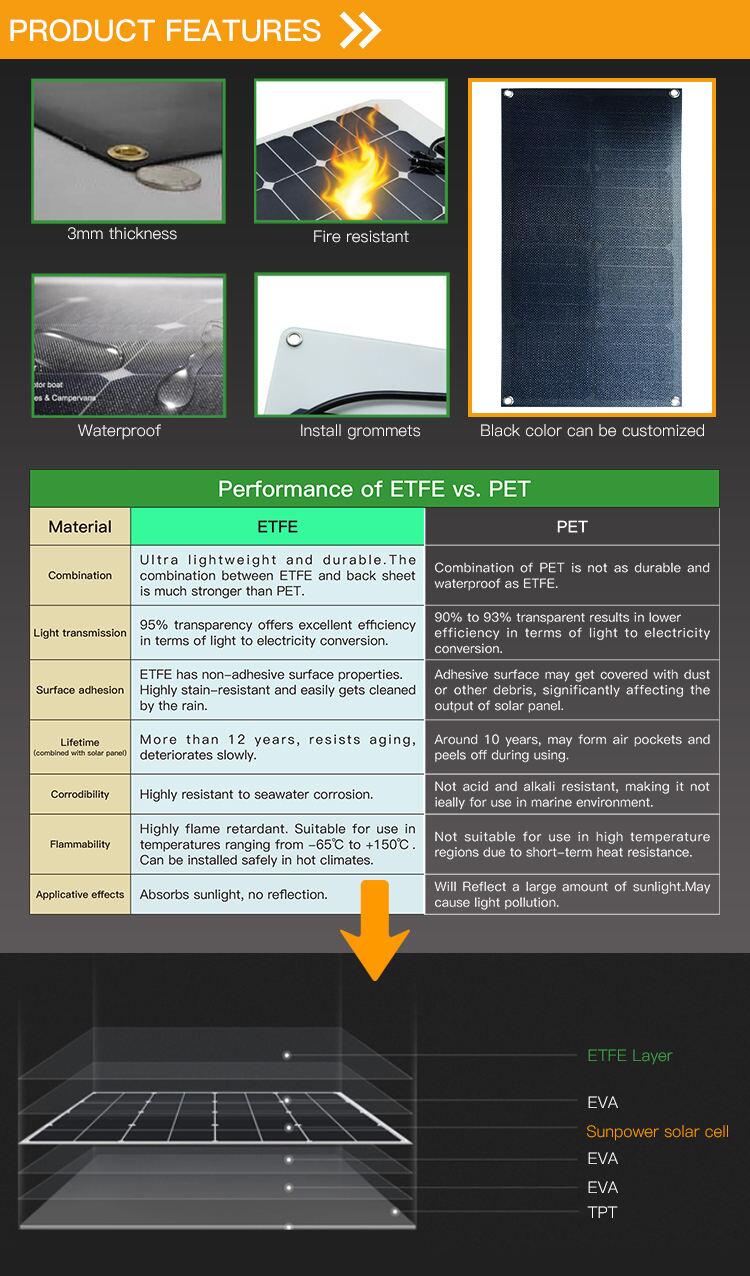 PRODUCT FEATURES
3mm thickness
Fire resistant
otor boat
es & Campervans
Waterproof
Install grommets
Black color can be customized
Performance of ETFE vs. PET
Material
ETFE
PET
Combination
Ultra lightweight and durable.The
combination between ETFE and back sheet
is much stronger than PET.
Combination of PET is not as durable and
waterproof as ETFE.
Light transmission
95% transparency offers excellent efficiency
in terms of light to electricity conversion.
90% to 93% transparent results in lower
efficiency in terms of light to electricity
conversion.
Surface adhesion
ETFE has non-adhesive surface properties.
Highly stain-resistant and easily gets cleaned
by the rain.
Adhesive surface may get covered with dust
or other debris, significantly affecting the
output of solar panel.
Lifetime
(combined with solar panel)
More than 12 years, resists aging,
deteriorates slowly.
Around 10 years, may form air pockets and
peels off during using.
Corrodibility
Highly resistant to seawater corrosion.
Not acid and alkali resistant, making it not
ieally for use in marine environment.
Flammability
Highly flame retardant. Suitable for use in
temperatures ranging from -65℃ to +150℃ .
Can be installed safely in hot climates.
Not suitable for use in high temperature
regions due to short-term heat resistance.
Applicative effects
Absorbs sunlight, no reflection.
Will Reflect a large amount of sunlight.May
cause light pollution.
ETFE Layer
EVA
Sunpower solar cell
EVA
EVA
TPT